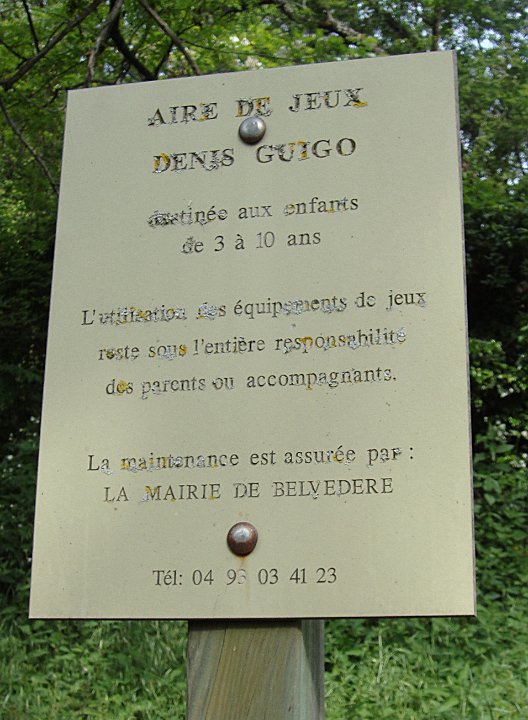 AIRE DE JEUX
DENIS GUIGO
destinée aux enfants
de 3 à 10 ans
L'utilisation des équipements de jeux
reste sous l'entière responsabilité
des parents ou accompagnants.
La maintenance est assurée par :
LA MAIRIE DE BELVEDERE
Tél: 04 93 03 41 23